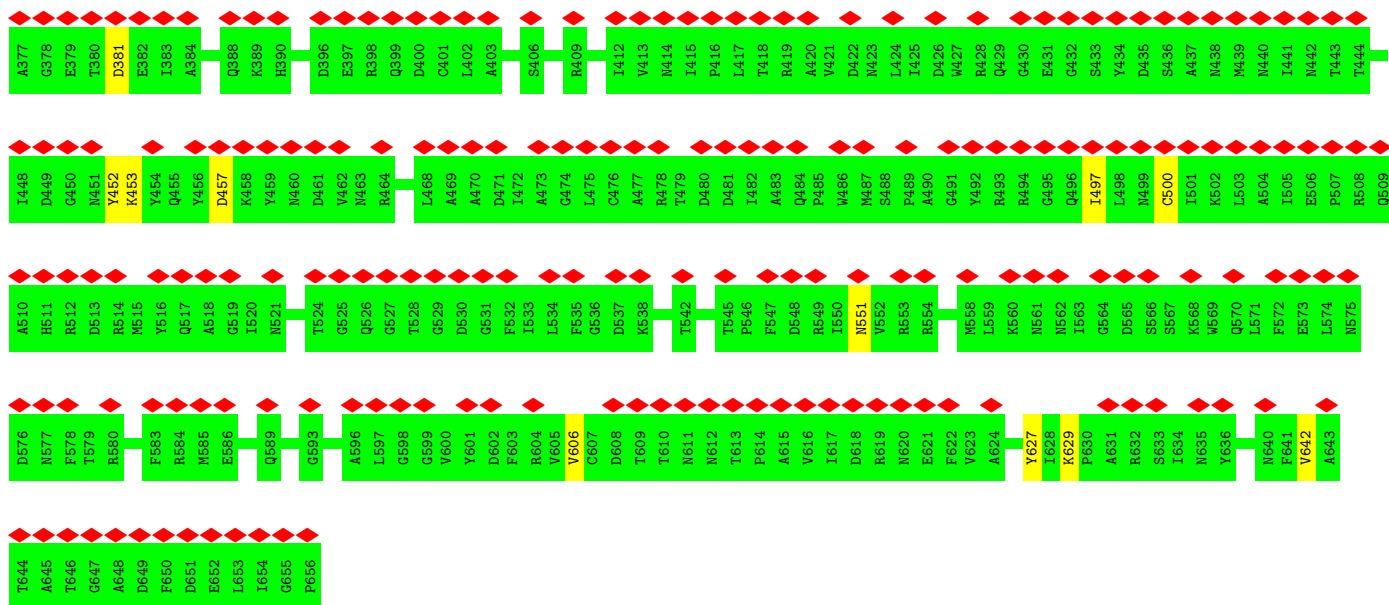 A377 G378 E379 T380 D381 E382 I383 A384 Q388 K389 H390 D396 E397 R398 Q399 D400 C401 L402 A403 S406 R409 I412 V413 N414 I415 P416 L417 T418 R419 A420 V421 D422 N423 L424 I425 D426 W427 R428 Q429 G430 E431 G432 S433 Y434 D435 S436 A437 N438 M439 N440 I441 N442 T443 T444
I448 D449 G450 N451 Y452 K453 Y454 Q455 Y456 D457 K458 Y459 N460 D461 V462 N463 R464 L468 A469 A470 D471 I472 A473 G474 L475 C476 A477 R478 T479 D480 D481 I482 A483 Q484 P485 W486 M487 S488 P489 A490 G491 Y492 R493 R494 G495 Q496 I497 L498 N499 C500 I501 K502 L503 A504 I505 E506 P507 R508 Q509
A510 H511 R512 D513 R514 M515 Y516 Q517 A518 G519 I520 N521 T524 G525 Q526 G527 T528 G529 D530 G531 F532 I533 L534 F535 G536 D537 K538 T542 T545 P546 F547 D548 R549 I550 N551 V552 R553 R554 M558 L559 K560 N561 N562 I563 G564 D565 S566 S567 K568 W569 Q570 L571 F572 E573 L574 N575
D576 N577 F578 T579 R580 F583 R584 M585 E586 Q589 G593 A596 L597 G598 G599 V600 Y601 D602 F603 R604 V605 V606 C607 D608 T609 T610 N611 N612 T613 P614 A615 V616 I617 D618 R619 N620 E621 F622 V623 A624 Y627 I628 K629 P630 A631 R632 S633 I634 N635 Y636 N640 F641 V642 A643
T644 A645 T646 G647 A648 D649 F650 D651 E652 L653 I654 G655 P656